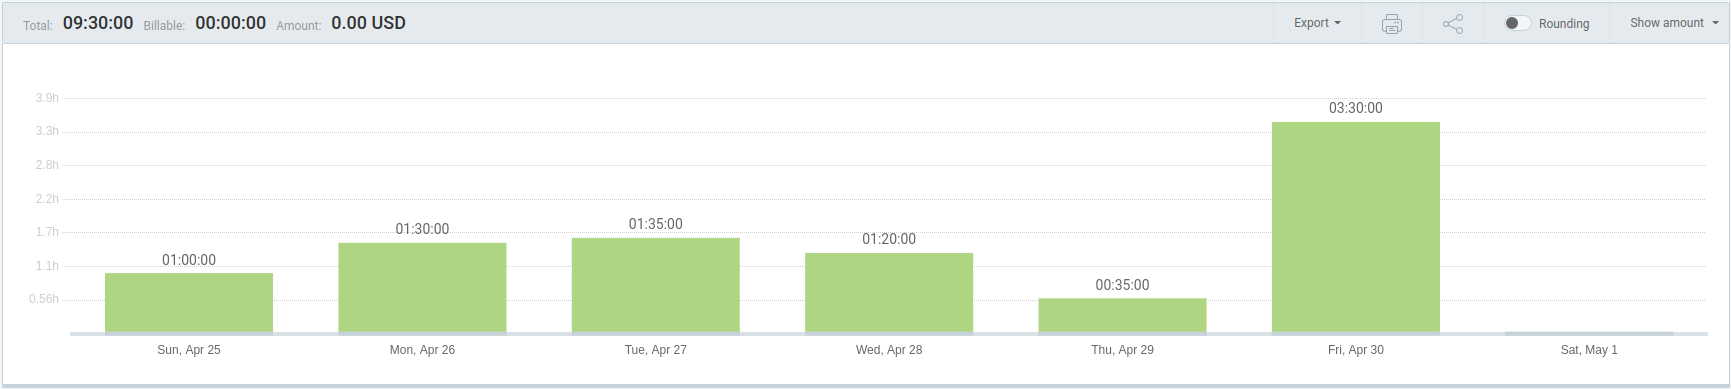 Total: 09:30:00 Billable: 00:00:00 Amount: 0.00 USD Export Rounding Show amount
3.9h
03:30:00
3.3h
2.8h
2.2h
01:35:00
01:30:00
1.7h
01:20:00
01:00:00
1.1h
00:35:00
0.56h
Sun, Apr 25 Mon, Apr 26 Tue, Apr 27 Wed, Apr 28 Thu, Apr 29 Fri, Apr 30 Sat, May 1